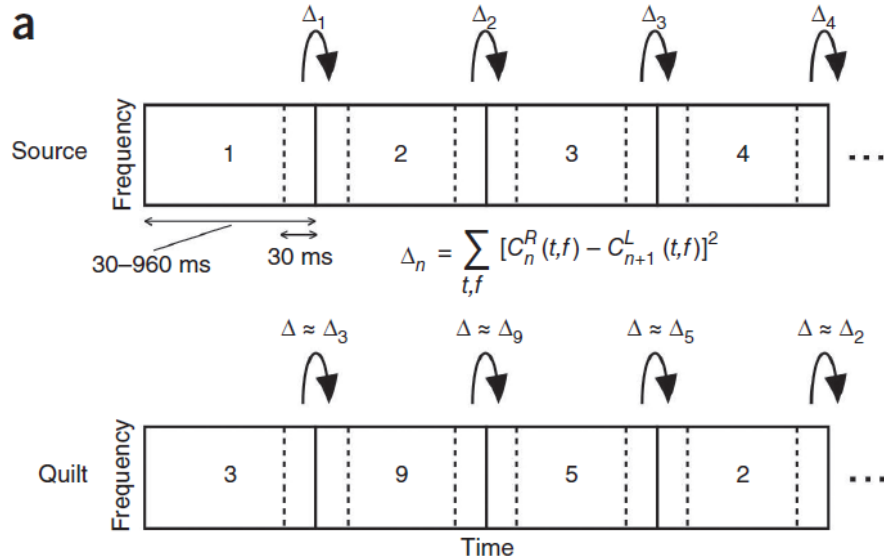 a
Δ1 Δ2 Δ3 Δ4
Source
Frequency
1 2 3 4 ...
30–960 ms
30 ms
Δn = ∑t,f [C^R_n (t,f) – C^L_n+1 (t,f)]^2
Δ ≈ Δ3 Δ ≈ Δ9 Δ ≈ Δ5 Δ ≈ Δ2
Quilt
Frequency
3 9 5 2 ...
Time